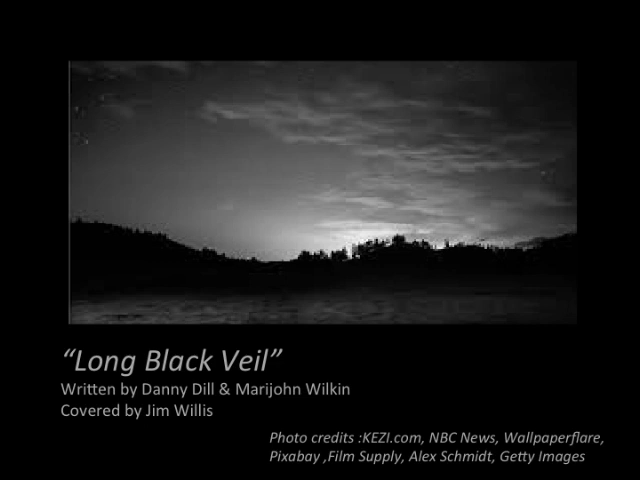 “Long Black Veil”
Written by Danny Dill & Marijohn Wilkin
Covered by Jim Willis
Photo credits :KEZI.com, NBC News, Wallpaperflare,
Pixabay ,Film Supply, Alex Schmidt, Getty Images